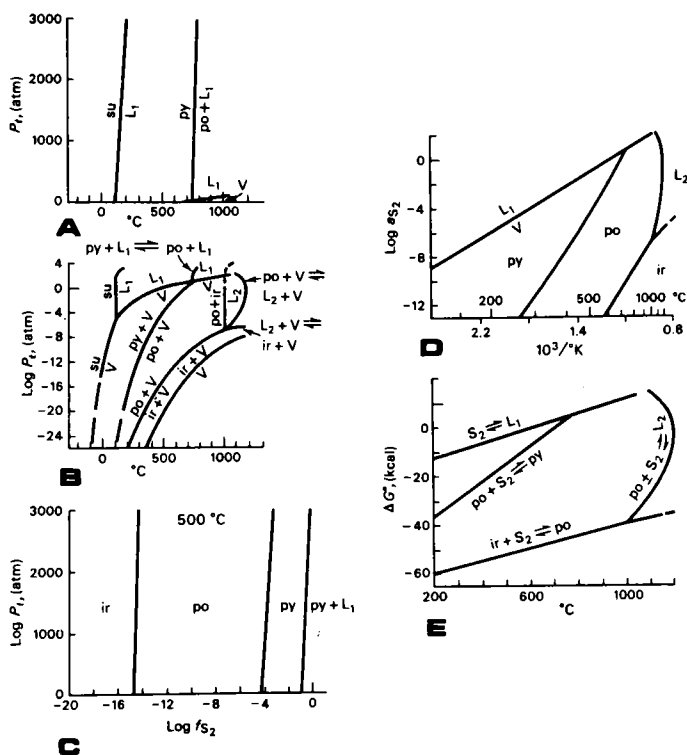 3000
2000
1000
0
P_t, (atm)
su
L₁
py
po + L₁
L₁
V
0
500
1000
°C
A
py + L₁ ⇌ po + L₁
4
0
-4
-8
-12
-16
-20
-24
Log P_t, (atm)
su
L₁
L₁
V
L₁
V
L₂
po + V ⇌
L₂ + V
L₂ + V ⇌
ir + V
su
V
py + V
po + V
po + ir
po + V
ir + V
ir + V
V
0
500
1000
°C
B
500 °C
3000
2000
1000
0
Log P_t, (atm)
ir
po
py
py + L₁
-20
-16
-12
-8
-4
0
Log f_S₂
C
0
-4
-8
-12
Log a_S₂
L₁
V
py
po
L₂
ir
200
500
1000 °C
2.2
1.4
0.8
10³/°K
D
0
-20
-40
-60
ΔG°, (kcal)
S₂ ⇌ L₁
po + S₂ ⇌ py
po ± S₂ ⇌ L₂
ir + S₂ ⇌ po
200
600
1000
°C
E